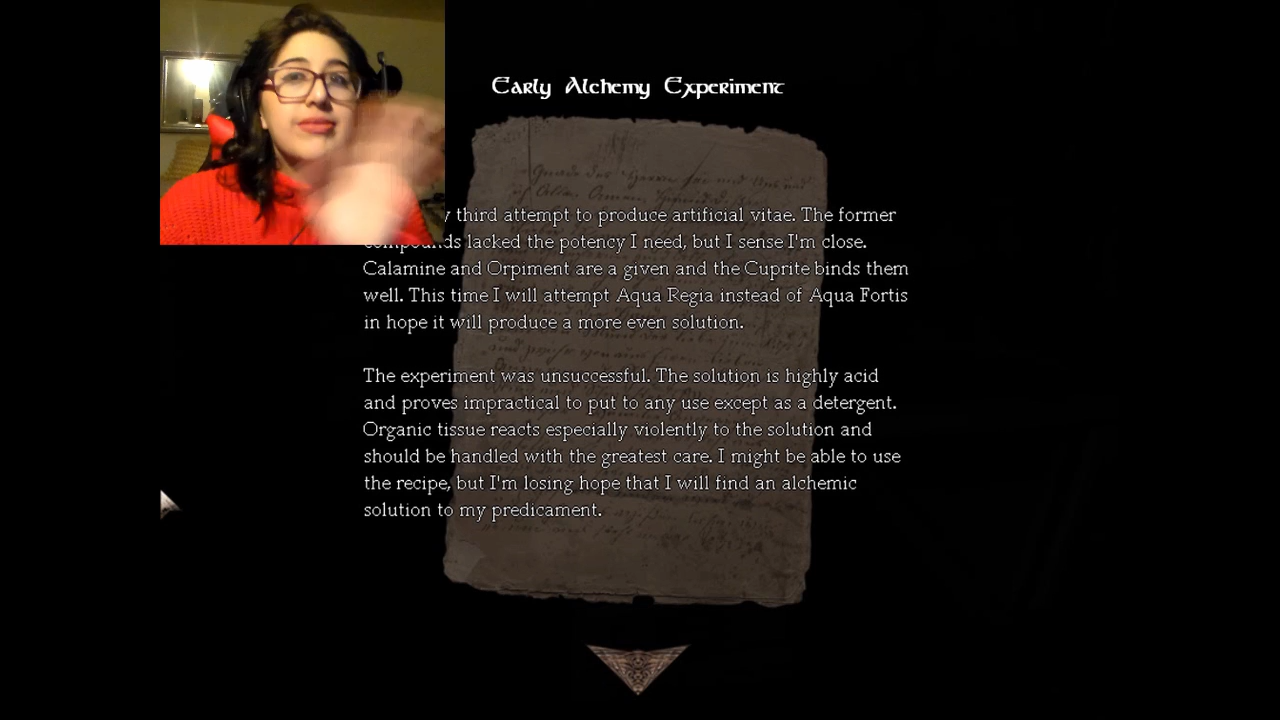 Early Alchemy Experiment
third attempt to produce artificial vitae. The former
compounds lacked the potency I need, but I sense I'm close.
Calamine and Orpiment are a given and the Cuprite binds them
well. This time I will attempt Aqua Regia instead of Aqua Fortis
in hope it will produce a more even solution.
The experiment was unsuccessful. The solution is highly acid
and proves impractical to put to any use except as a detergent.
Organic tissue reacts especially violently to the solution and
should be handled with the greatest care. I might be able to use
the recipe, but I'm losing hope that I will find an alchemic
solution to my predicament.